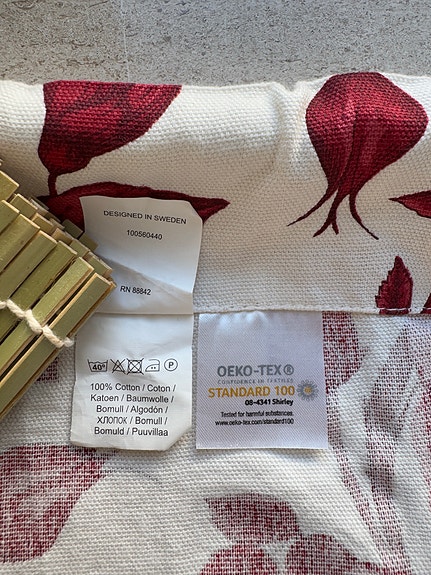 DESIGNED IN SWEDEN
100560440
RN 88842
40°
P
100% Cotton / Coton /
Katoen / Baumwolle /
Bomull / Algodón /
ХЛОПОК / Bomull /
Bomuld / Puuvillaa
OEKO-TEX®
CONFIDENCE IN TEXTILES
STANDARD 100
08-4341 Shirley
Tested for harmful substances.
www.oeko-tex.com/standard100